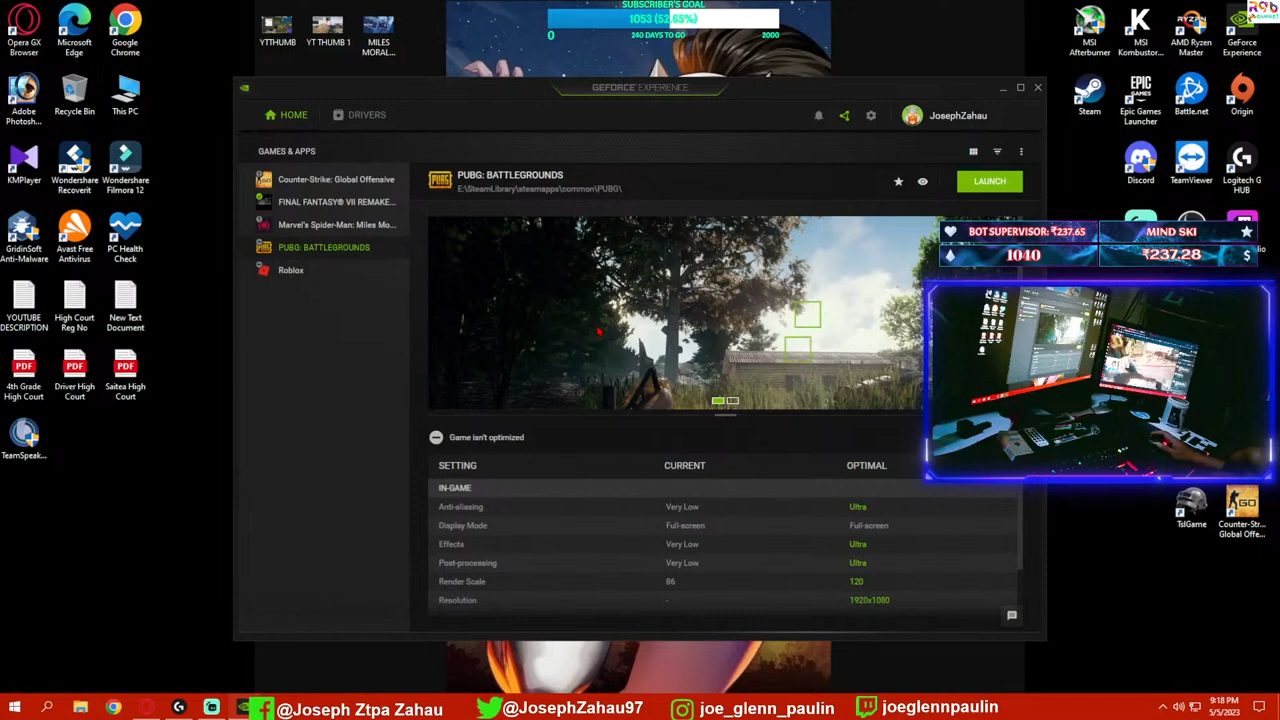 SUBSCRIBER'S GOAL
1053 (52.65%)
0
240 DAYS TO GO
2000
Opera GX Browser
Microsoft Edge
Google Chrome
YTTHUMB
YT THUMB 1
MILES MORAL...
MSI Afterburner
MSI Kombustor...
AMD Ryzen Master
GeForce Experience
Adobe Photosh...
Recycle Bin
This PC
Steam
Epic Games Launcher
Battle.net
Origin
KMPlayer
Wondershare Recoverit
Wondershare Filmora 12
Discord
TeamViewer
Logitech G HUB
GridinSoft Anti-Malware
Avast Free Antivirus
PC Health Check
YOUTUBE DESCRIPTION
High Court Reg No
New Text Document
PDF
PDF
PDF
4th Grade High Court
Driver High Court
Saitea High Court
TeamSpeak...
TslGame
Counter-Str... Global Offe...
GEFORCE EXPERIENCE
HOME
DRIVERS
JosephZahau
GAMES & APPS
Counter-Strike: Global Offensive
FINAL FANTASY® VII REMAKE...
Marvel's Spider-Man: Miles Mo...
PUBG: BATTLEGROUNDS
Roblox
PUBG
PUBG: BATTLEGROUNDS
E:\SteamLibrary\steamapps\common\PUBG\
LAUNCH
BOT SUPERVISOR: ₹237.65
MIND SKI
1040
₹237.28
$
Game isn't optimized
SETTING CURRENT OPTIMAL
IN-GAME
Anti-aliasing Very Low Ultra
Display Mode Full-screen Full-screen
Effects Very Low Ultra
Post-processing Very Low Ultra
Render Scale 86 120
Resolution - 1920x1080
@Joseph Ztpa Zahau
@JosephZahau97
joe_glenn_paulin
joeglennpaulin
9:18 PM
5/5/2023